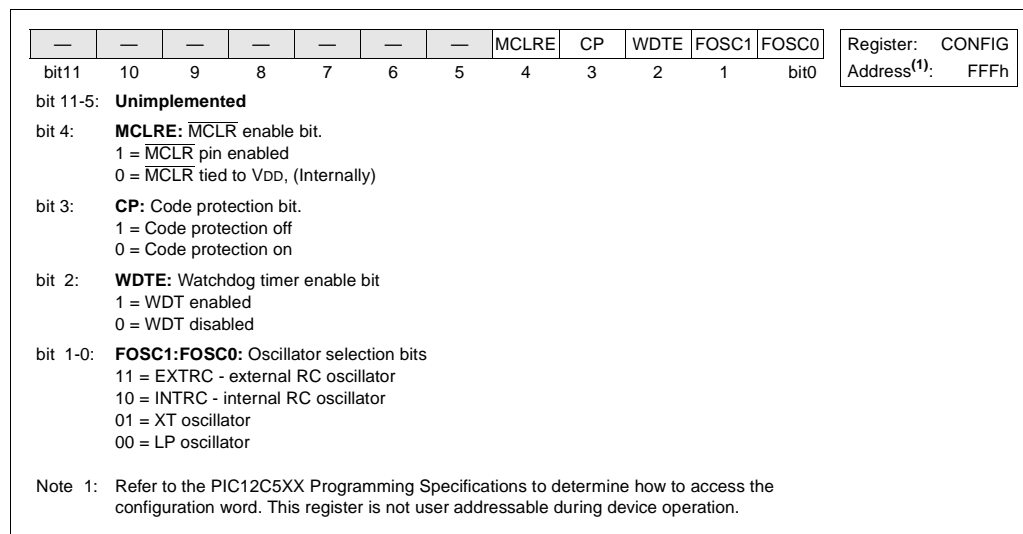 — — — — — — — MCLRE CP WDTE FOSC1 FOSC0
bit11 10 9 8 7 6 5 4 3 2 1 bit0
Register: CONFIG
Address(1): FFFh
bit 11-5: Unimplemented
bit 4: MCLRE: MCLR enable bit.
1 = MCLR pin enabled
0 = MCLR tied to VDD, (Internally)
bit 3: CP: Code protection bit.
1 = Code protection off
0 = Code protection on
bit 2: WDTE: Watchdog timer enable bit
1 = WDT enabled
0 = WDT disabled
bit 1-0: FOSC1:FOSC0: Oscillator selection bits
11 = EXTRC - external RC oscillator
10 = INTRC - internal RC oscillator
01 = XT oscillator
00 = LP oscillator
Note 1: Refer to the PIC12C5XX Programming Specifications to determine how to access the
configuration word. This register is not user addressable during device operation.